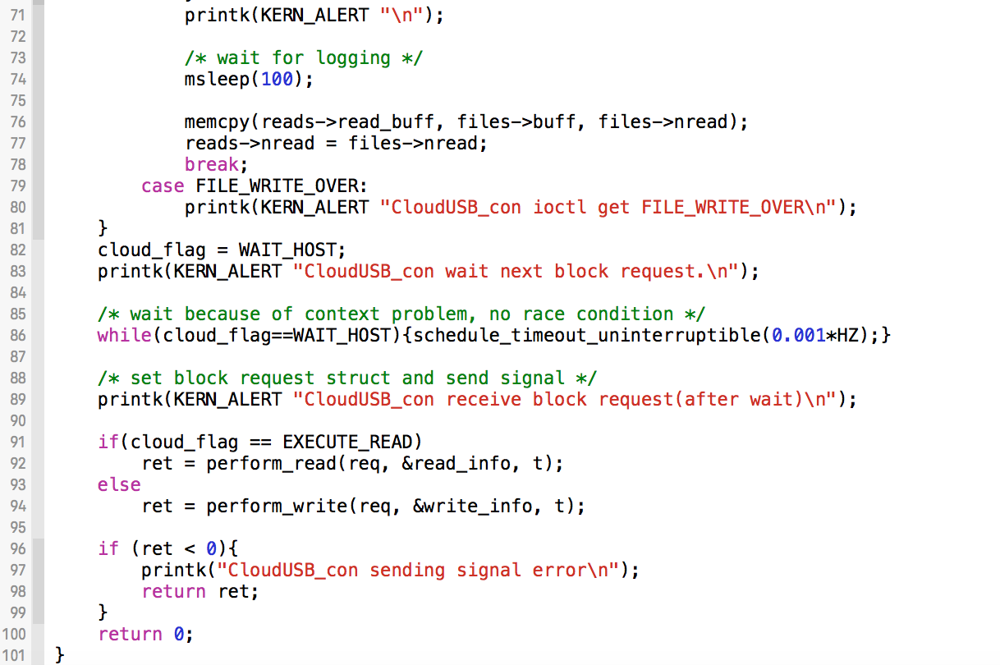 71 printk(KERN_ALERT "\n");
72
73 /* wait for logging */
74 msleep(100);
75
76 memcpy(reads->read_buff, files->buff, files->nread);
77 reads->nread = files->nread;
78 break;
79 case FILE_WRITE_OVER:
80 printk(KERN_ALERT "CloudUSB_con ioctl get FILE_WRITE_OVER\n");
81 }
82 cloud_flag = WAIT_HOST;
83 printk(KERN_ALERT "CloudUSB_con wait next block request.\n");
84
85 /* wait because of context problem, no race condition */
86 while(cloud_flag==WAIT_HOST){schedule_timeout_uninterruptible(0.001*HZ);}
87
88 /* set block request struct and send signal */
89 printk(KERN_ALERT "CloudUSB_con receive block request(after wait)\n");
90
91 if(cloud_flag == EXECUTE_READ)
92 ret = perform_read(req, &read_info, t);
93 else
94 ret = perform_write(req, &write_info, t);
95
96 if (ret < 0){
97 printk("CloudUSB_con sending signal error\n");
98 return ret;
99 }
100 return 0;
101 }